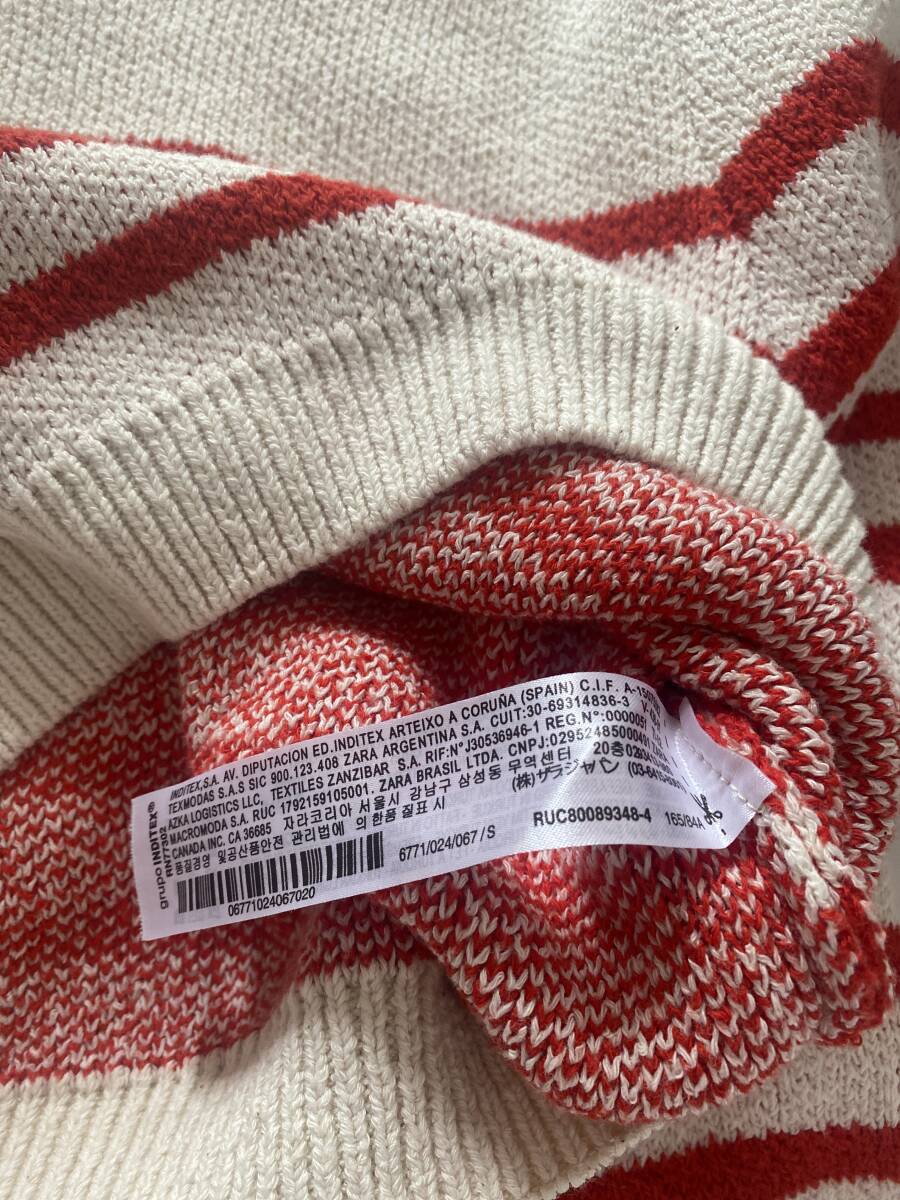 grupo INDITEX®
RN77302
INDITEX,S.A. AV. DIPUTACION ED.INDITEX ARTEIXO A CORUÑA (SPAIN) C.I.F.
TEXMODAS S.A.S SIC 900.123.408 ZARA ARGENTINA S.A. CUIT:30-69314836-3
AZKA LOGISTICS LLC, TEXTILES ZANZIBAR S.A. RIF:N°J30536946-1 REG.N°:
MACROMODA S.A. RUC 1792159105001. ZARA BRASIL LTDA. CNPJ:
CANADA INC. CA 36685 자라코리아 서울시 강남구 삼성동 무역센터 20층
품질경영 및공산품안전 관리법에 의한품 질표 시 (株)ザラジャパン
06771024067020
6771/024/067 / S
RUC80089348-4 165/84A